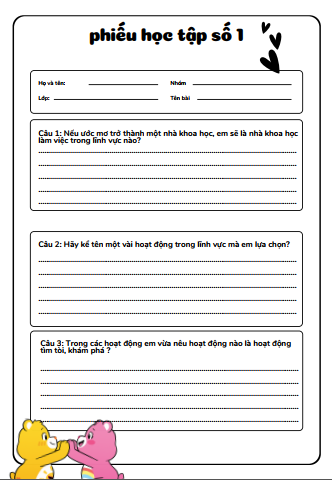 phiếu học tập số 1
Họ và tên: Nhóm
Lớp: Tên bài
Câu 1: Nếu ước mơ trở thành một nhà khoa học, em sẽ là nhà khoa học
làm việc trong lĩnh vực nào?
Câu 2: Hãy kể tên một vài hoạt động trong lĩnh vực mà em lựa chọn?
Câu 3: Trong các hoạt động em vừa nêu hoạt động nào là hoạt động
tìm tòi, khám phá ?